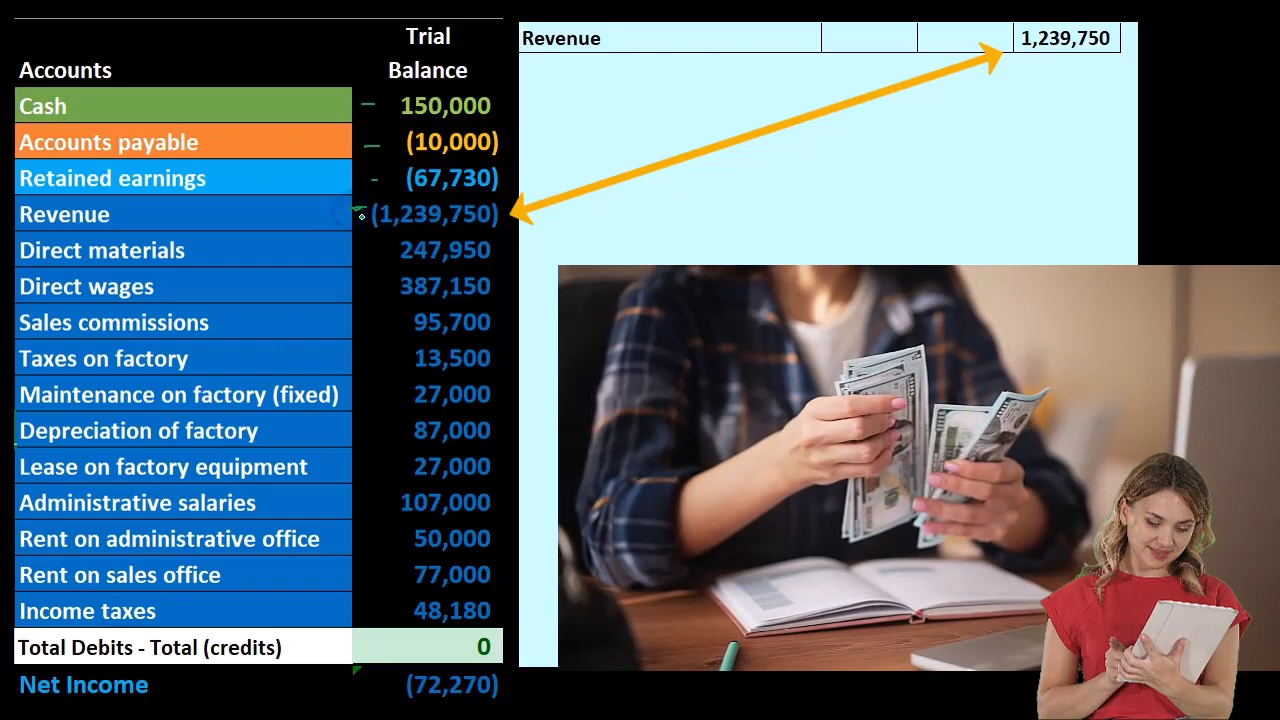 Trial
Accounts Balance
Cash 150,000
Accounts payable (10,000)
Retained earnings (67,730)
Revenue (1,239,750)
Direct materials 247,950
Direct wages 387,150
Sales commissions 95,700
Taxes on factory 13,500
Maintenance on factory (fixed) 27,000
Depreciation of factory 87,000
Lease on factory equipment 27,000
Administrative salaries 107,000
Rent on administrative office 50,000
Rent on sales office 77,000
Income taxes 48,180
Total Debits - Total (credits) 0
Net Income (72,270)
Revenue 1,239,750